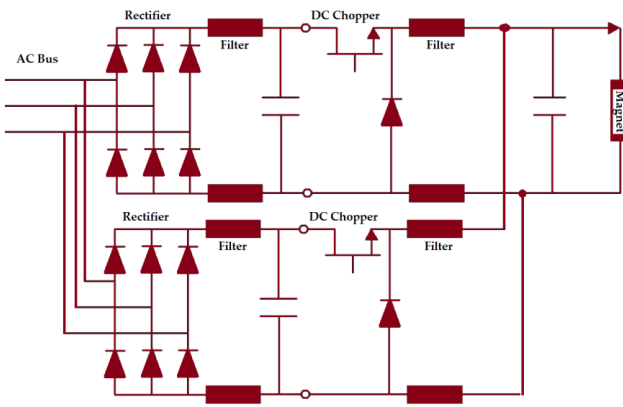 Rectifier
DC Chopper
Filter
Filter
AC Bus
Magnet
Rectifier
DC Chopper
Filter
Filter